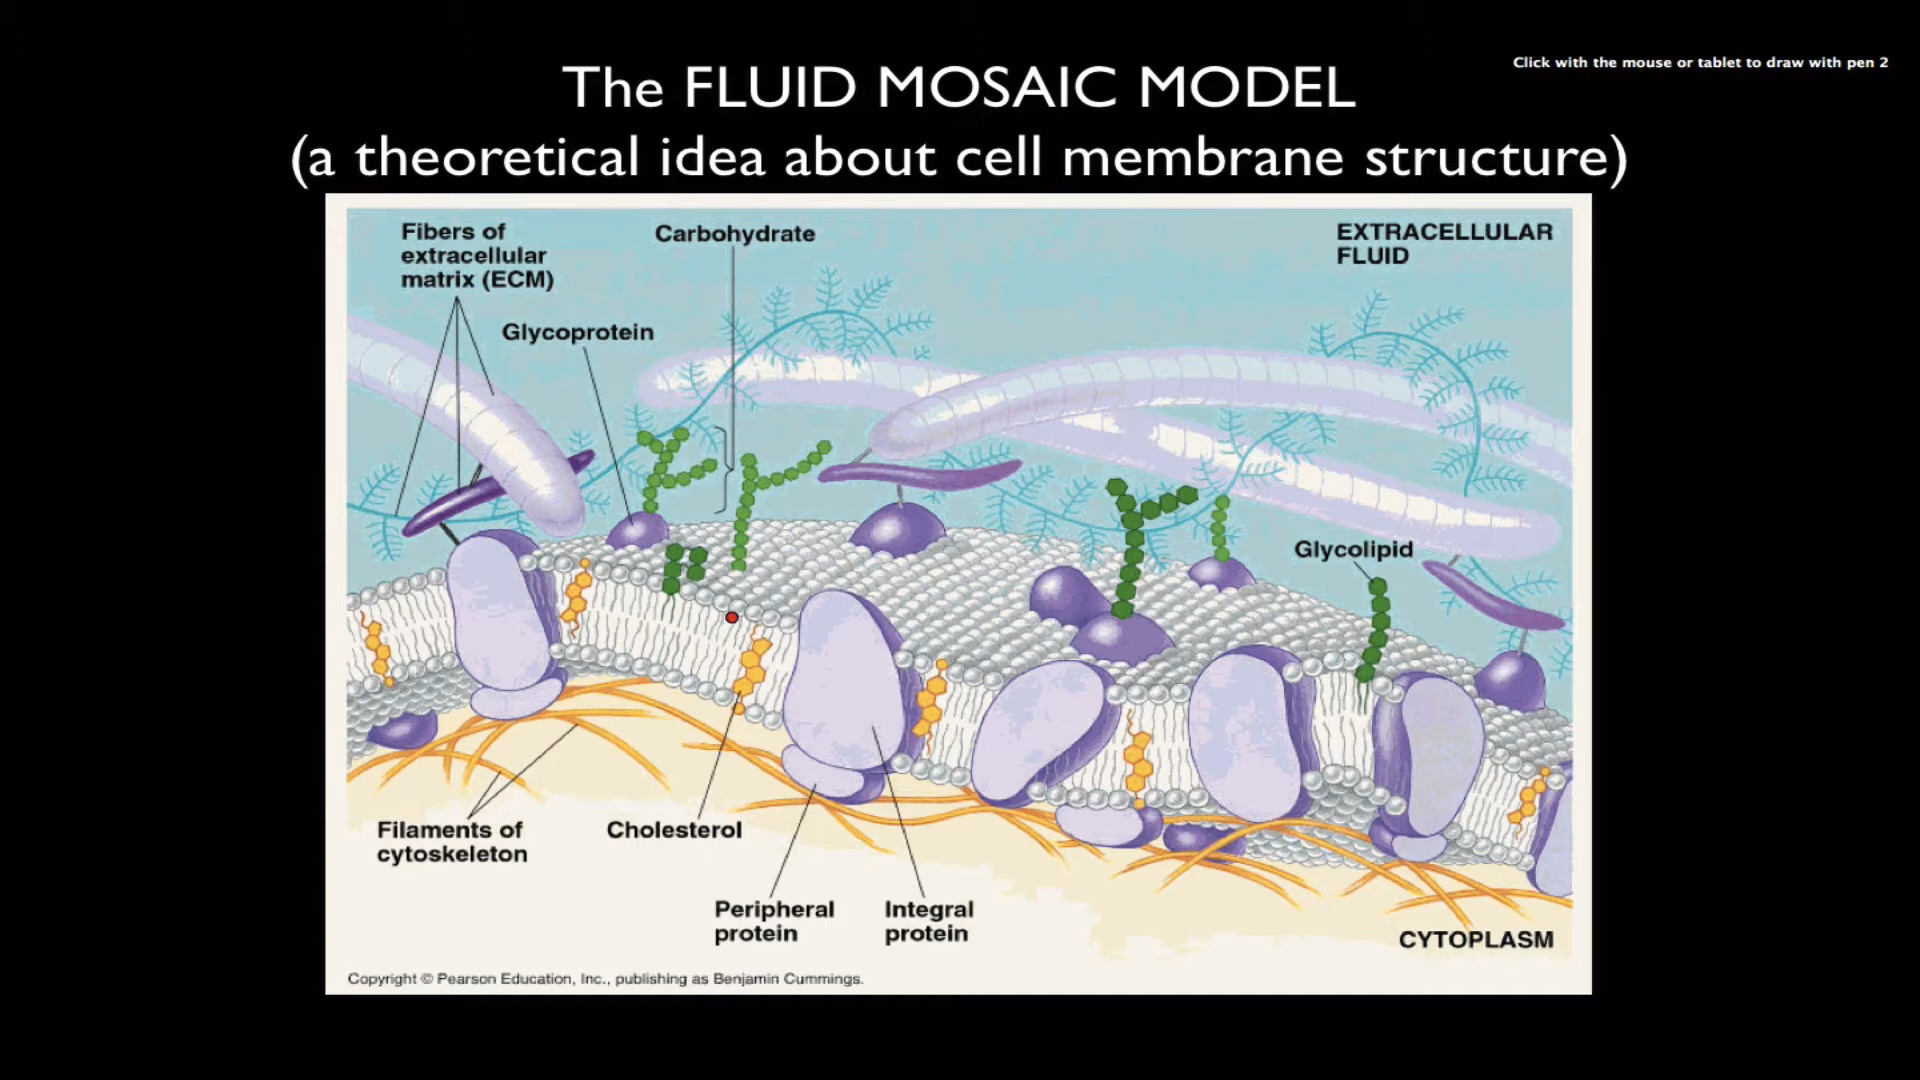 Click with the mouse or tablet to draw with pen 2
The FLUID MOSAIC MODEL
(a theoretical idea about cell membrane structure)
Fibers of
extracellular
matrix (ECM)
Carbohydrate
EXTRACELLULAR
FLUID
Glycoprotein
Glycolipid
Filaments of
cytoskeleton
Cholesterol
Peripheral
protein
Integral
protein
CYTOPLASM
Copyright © Pearson Education, Inc., publishing as Benjamin Cummings.